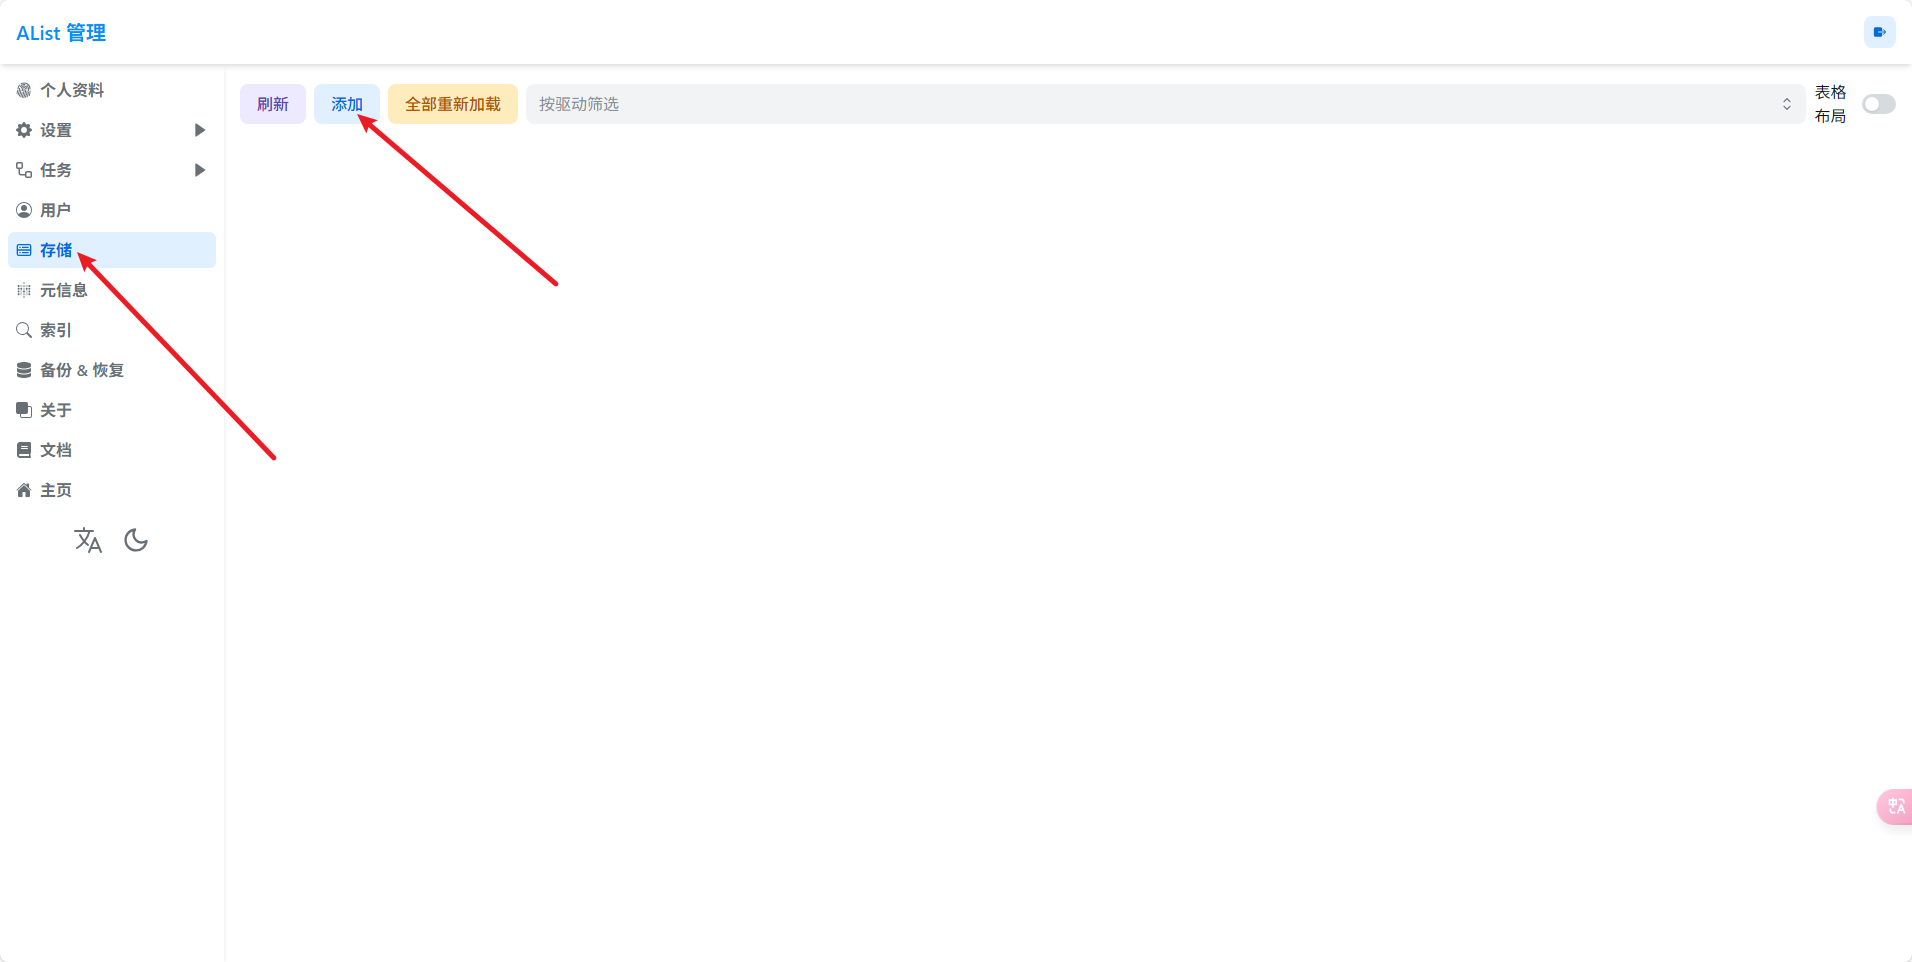 AList 管理
个人资料
设置
任务
用户
存储
元信息
索引
备份 & 恢复
关于
文档
主页
刷新
添加
全部重新加载
按驱动筛选
表格
布局